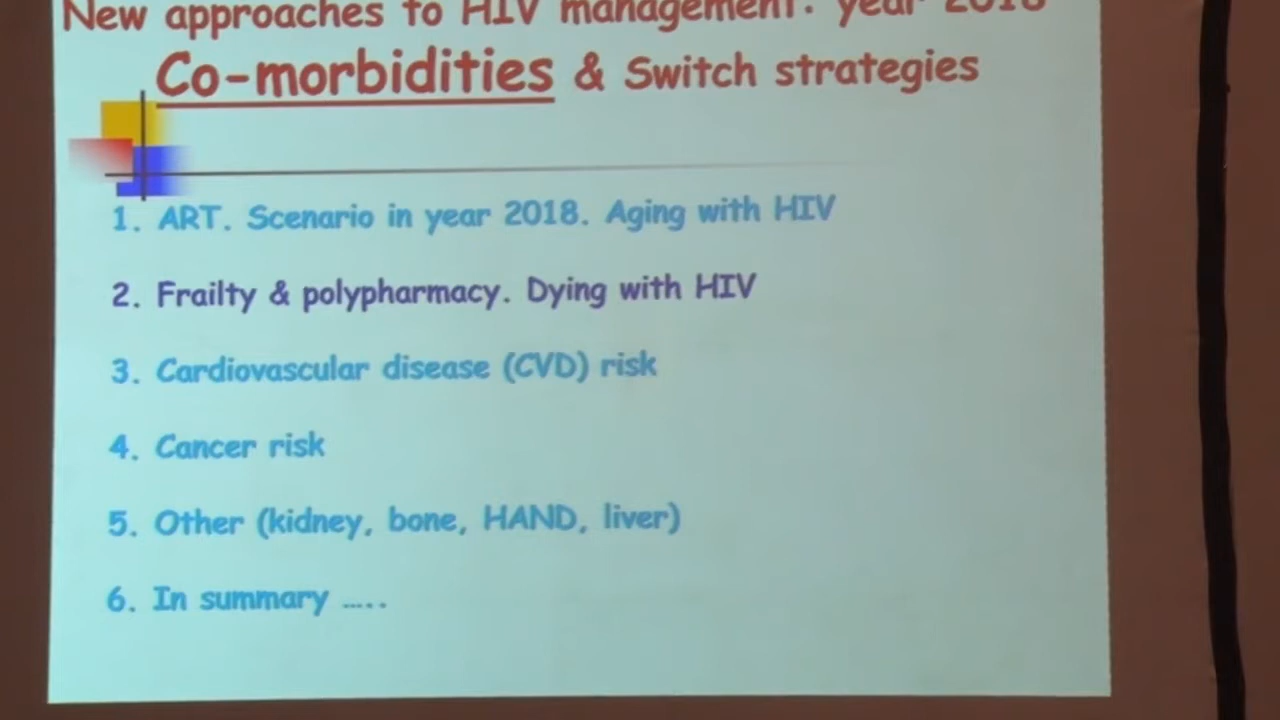 New approaches to HIV management: year 2018
Co-morbidities & Switch strategies
1. ART. Scenario in year 2018. Aging with HIV
2. Frailty & polypharmacy. Dying with HIV
3. Cardiovascular disease (CVD) risk
4. Cancer risk
5. Other (kidney, bone, HAND, liver)
6. In summary .....